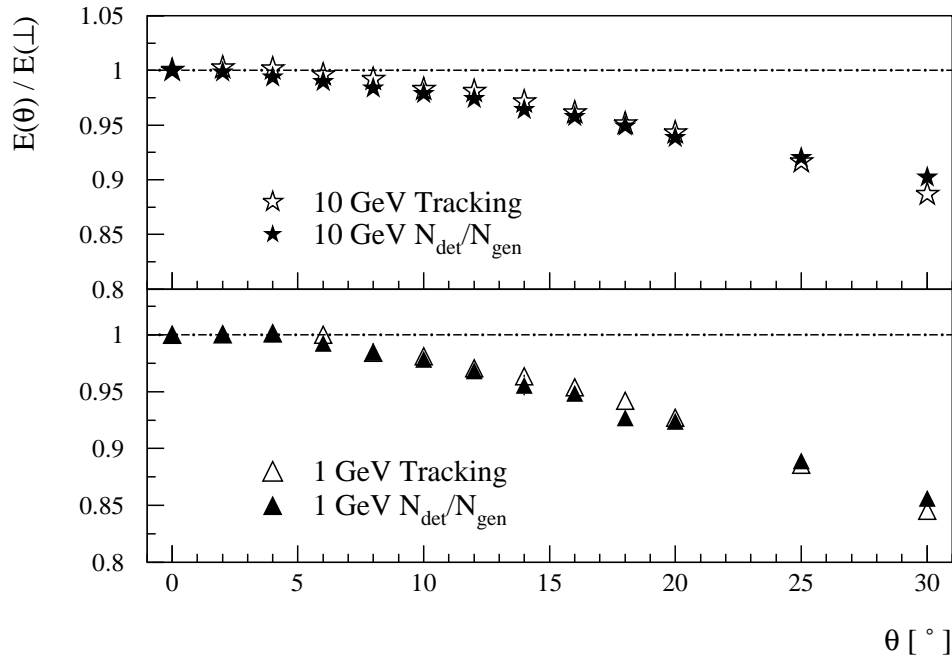 E(θ) / E(⊥)
1.05
1
0.95
0.9
0.85
0.8
☆ 10 GeV Tracking
★ 10 GeV N_det/N_gen
1
0.95
0.9
0.85
0.8
△ 1 GeV Tracking
▲ 1 GeV N_det/N_gen
0 5 10 15 20 25 30
θ [ ° ]